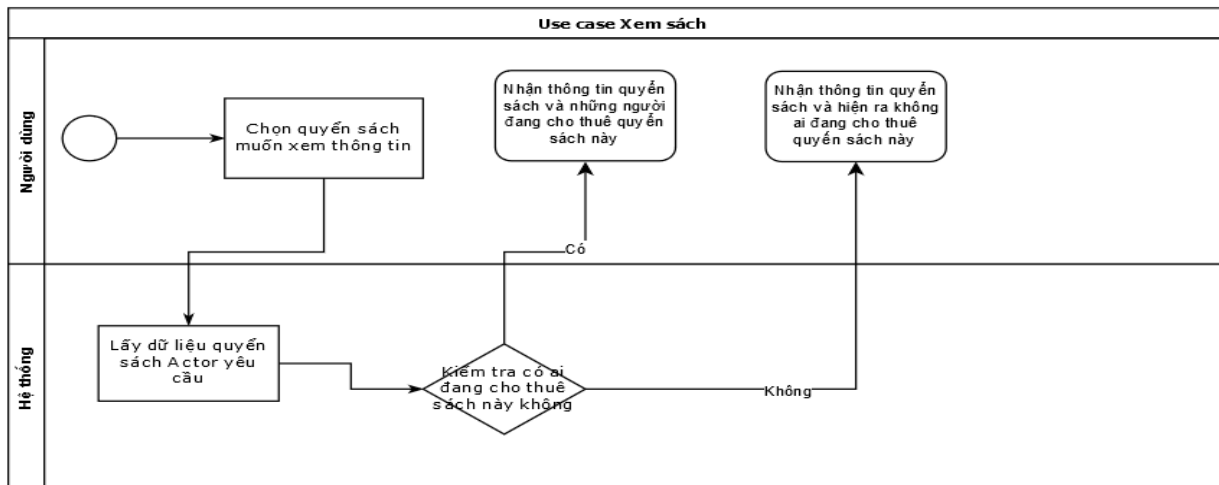 Use case Xem sách
Người dùng
Chọn quyển sách
muốn xem thông tin
Nhận thông tin quyển
sách và những người
đang cho thuê quyển
sách này
Nhận thông tin quyển
sách và hiện ra không
ai đang cho thuê
quyển sách này
Có
Hệ thống
Lấy dữ liệu quyển
sách Actor yêu
cầu
Kiểm tra có ai
đang cho thuê
sách này không
Không